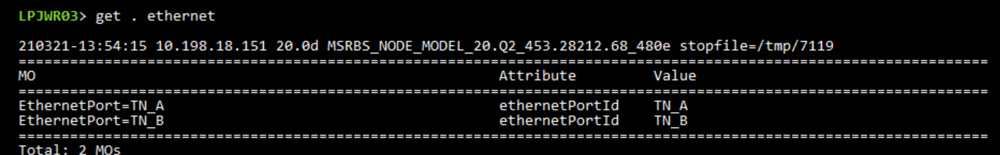 LPJWR03> get . ethernet
210321-13:54:15 10.198.18.151 20.0d MSRBS_NODE_MODEL_20.Q2_453.28212.68_480e stopfile=/tmp/7119
=================================================================================================================
MO Attribute Value
=================================================================================================================
EthernetPort=TN_A ethernetPortId TN_A
EthernetPort=TN_B ethernetPortId TN_B
=================================================================================================================
Total: 2 MOs